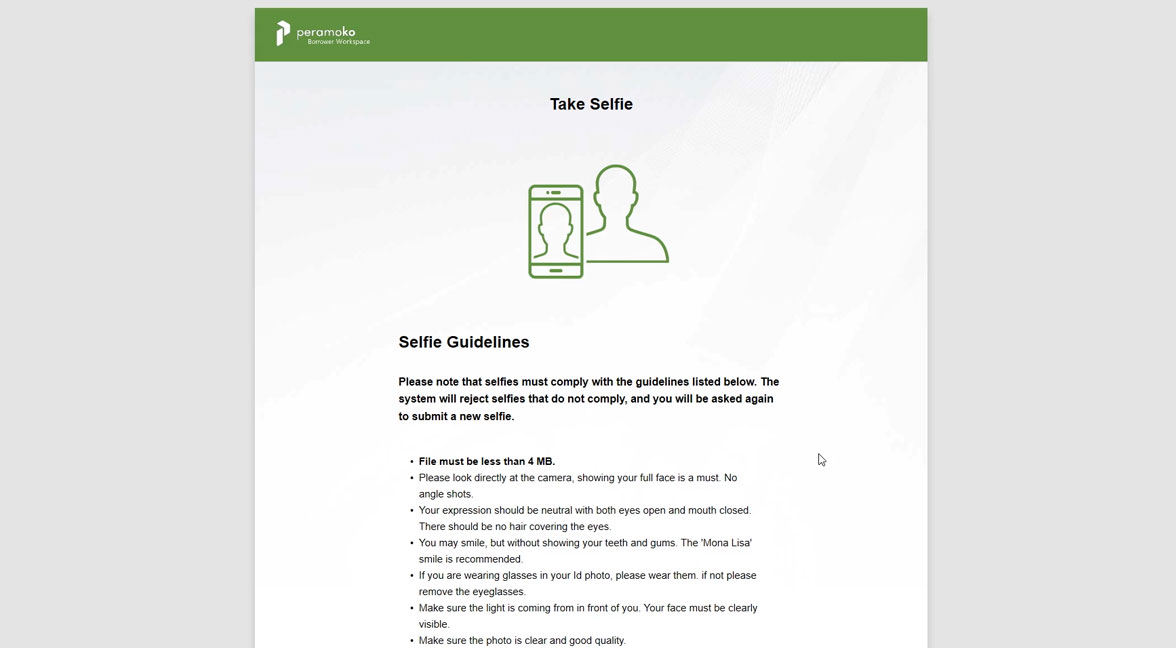 peramoko
Borrower Workspace
Take Selfie
Selfie Guidelines
Please note that selfies must comply with the guidelines listed below. The
system will reject selfies that do not comply, and you will be asked again
to submit a new selfie.
• File must be less than 4 MB.
• Please look directly at the camera, showing your full face is a must. No
angle shots.
• Your expression should be neutral with both eyes open and mouth closed.
There should be no hair covering the eyes.
• You may smile, but without showing your teeth and gums. The 'Mona Lisa'
smile is recommended.
• If you are wearing glasses in your Id photo, please wear them. if not please
remove the eyeglasses.
• Make sure the light is coming from in front of you. Your face must be clearly
visible.
• Make sure the photo is clear and good quality.